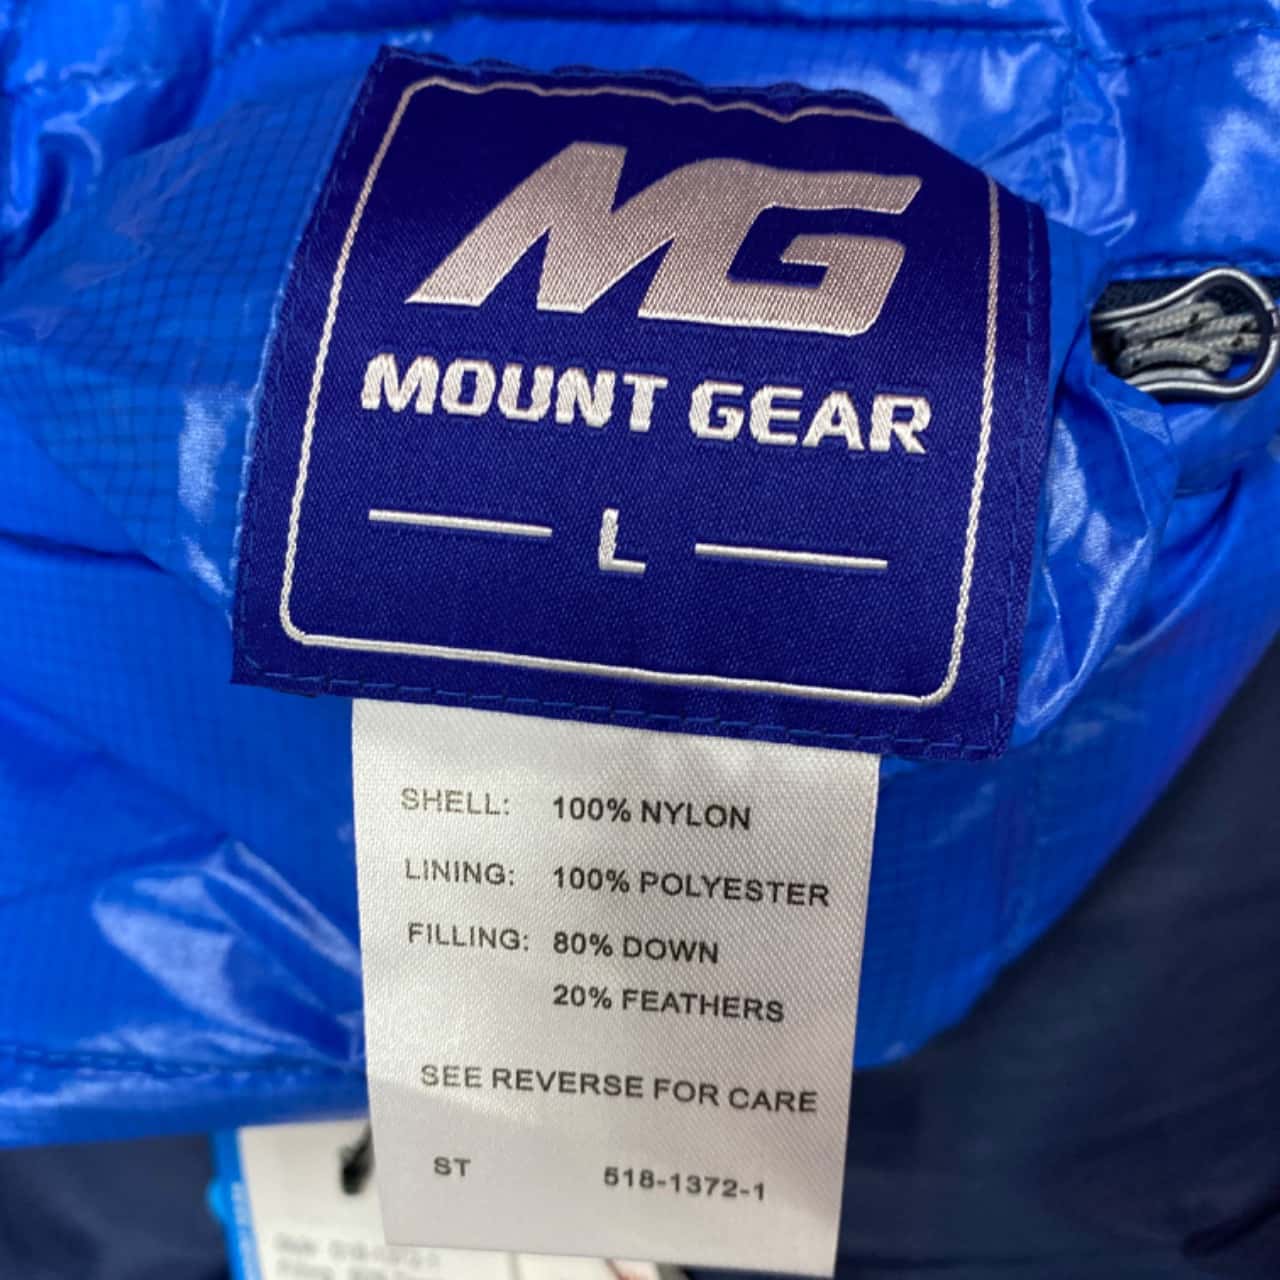 MG
MOUNT GEAR
L
SHELL: 100% NYLON
LINING: 100% POLYESTER
FILLING: 80% DOWN
20% FEATHERS
SEE REVERSE FOR CARE
ST 518-1372-1